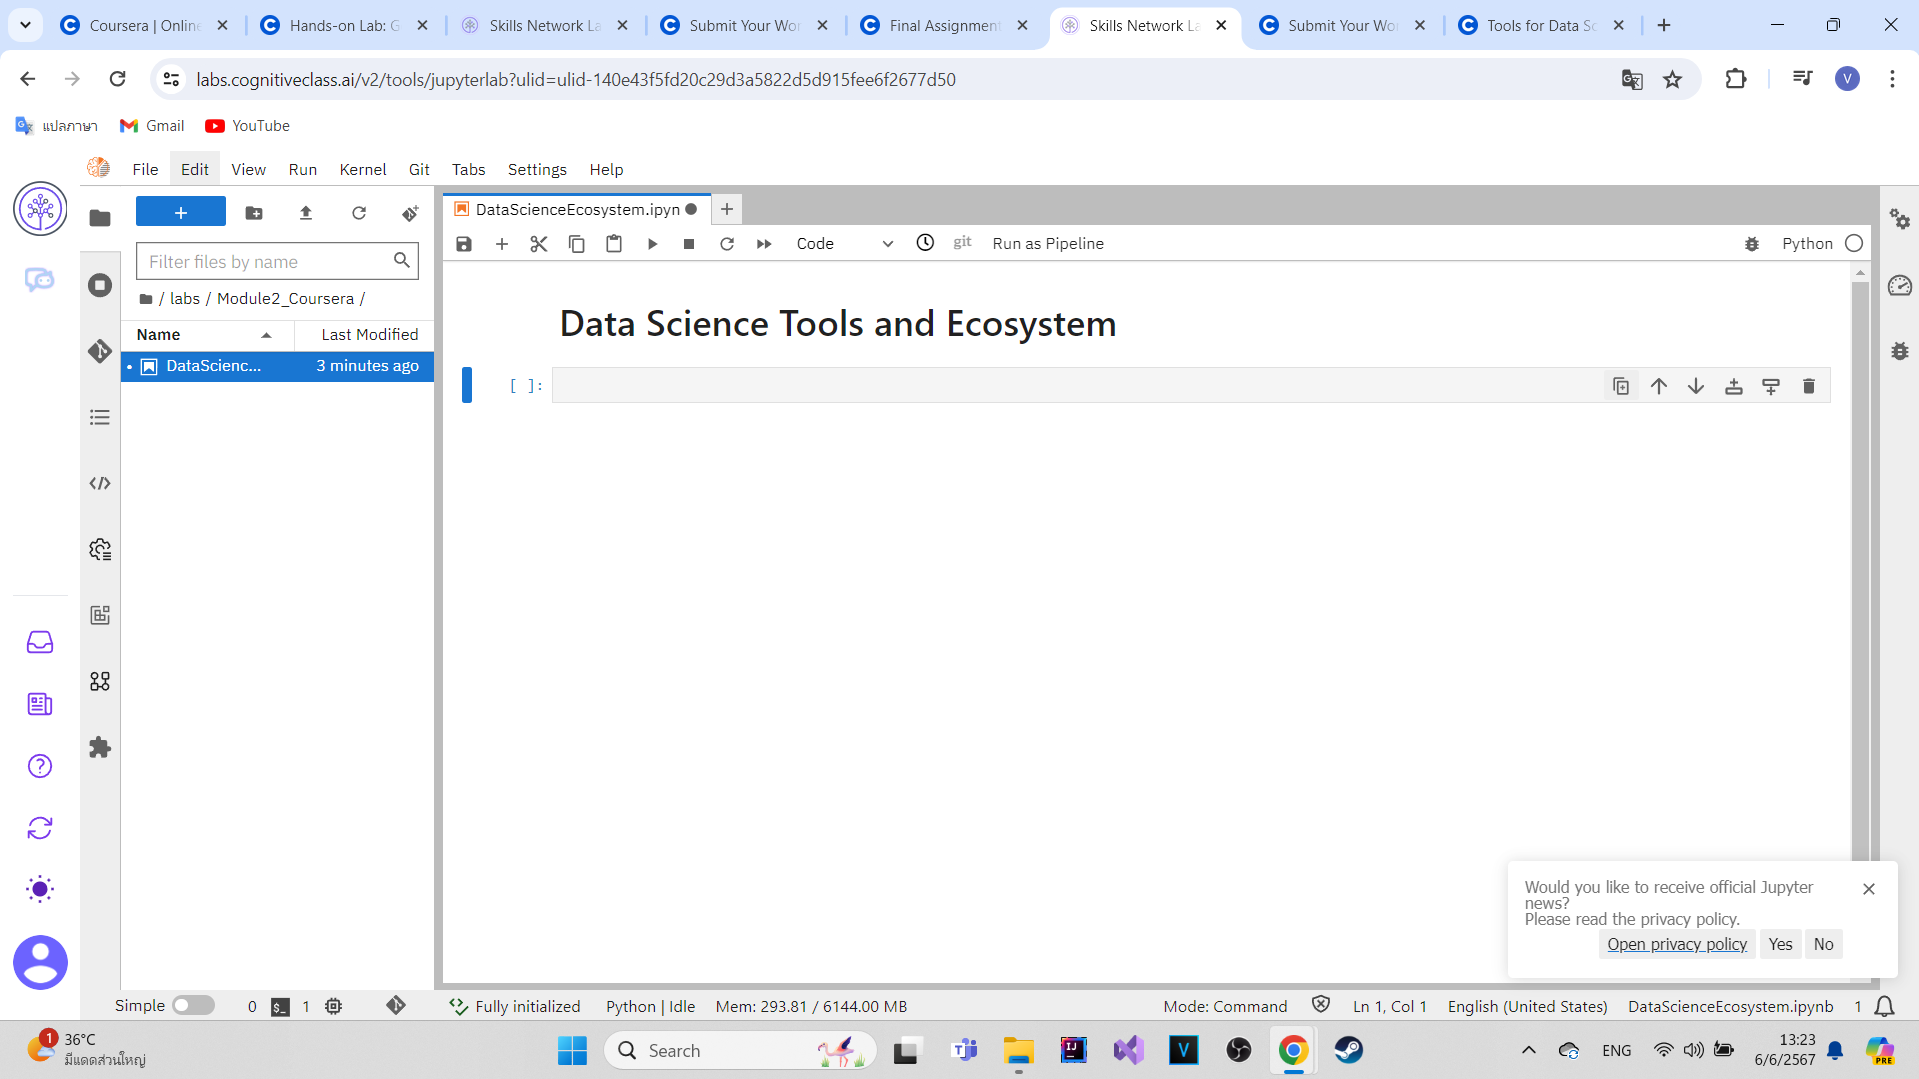 Coursera | Online
Hands-on Lab: G
Skills Network La
Submit Your Wor
Final Assignment
Skills Network La
Submit Your Wor
Tools for Data Sc
labs.cognitiveclass.ai/v2/tools/jupyterlab?ulid=ulid-140e43f5fd20c29d3a5822d5d915fee6f2677d50
V
แปลภาษา
Gmail
YouTube
File Edit View Run Kernel Git Tabs Settings Help
DataScienceEcosystem.ipyn
Code
git
Run as Pipeline
Python
Filter files by name
/ labs / Module2_Coursera /
Name
Last Modified
DataScienc...
3 minutes ago
Data Science Tools and Ecosystem
[ ]:
Would you like to receive official Jupyter
news?
Please read the privacy policy.
Open privacy policy
Yes
No
Simple
0
1
Fully initialized
Python | Idle
Mem: 293.81 / 6144.00 MB
Mode: Command
Ln 1, Col 1
English (United States)
DataScienceEcosystem.ipynb
1
1
36°C
มีแดดส่วนใหญ่
Search
IJ
V
ENG
13:23
6/6/2567
PRE